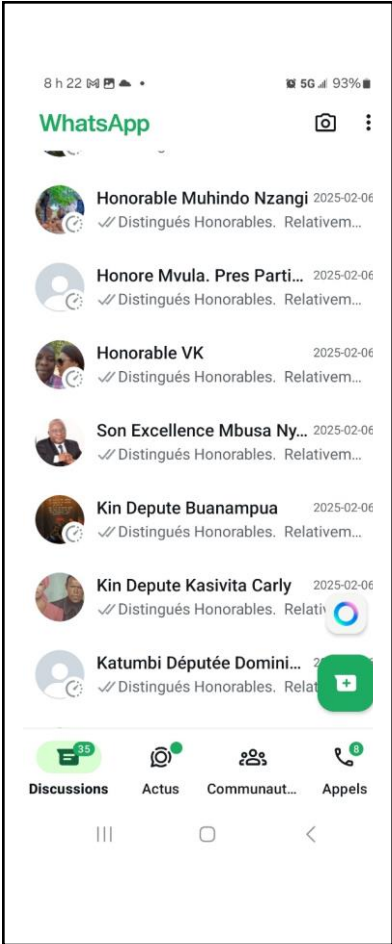 8 h 22
5G 93%
WhatsApp
Honorable Muhindo Nzangi 2025-02-06
Distingués Honorables. Relativem...
Honore Mvula. Pres Parti... 2025-02-06
Distingués Honorables. Relativem...
Honorable VK 2025-02-06
Distingués Honorables. Relativem...
Son Excellence Mbusa Ny... 2025-02-06
Distingués Honorables. Relativem...
Kin Depute Buanampua 2025-02-06
Distingués Honorables. Relativem...
Kin Depute Kasivita Carly 2025-02-06
Distingués Honorables.
Katumbi Députée Domini...
Distingués Honorables.
35
8
Discussions Actus Communaut... Appels